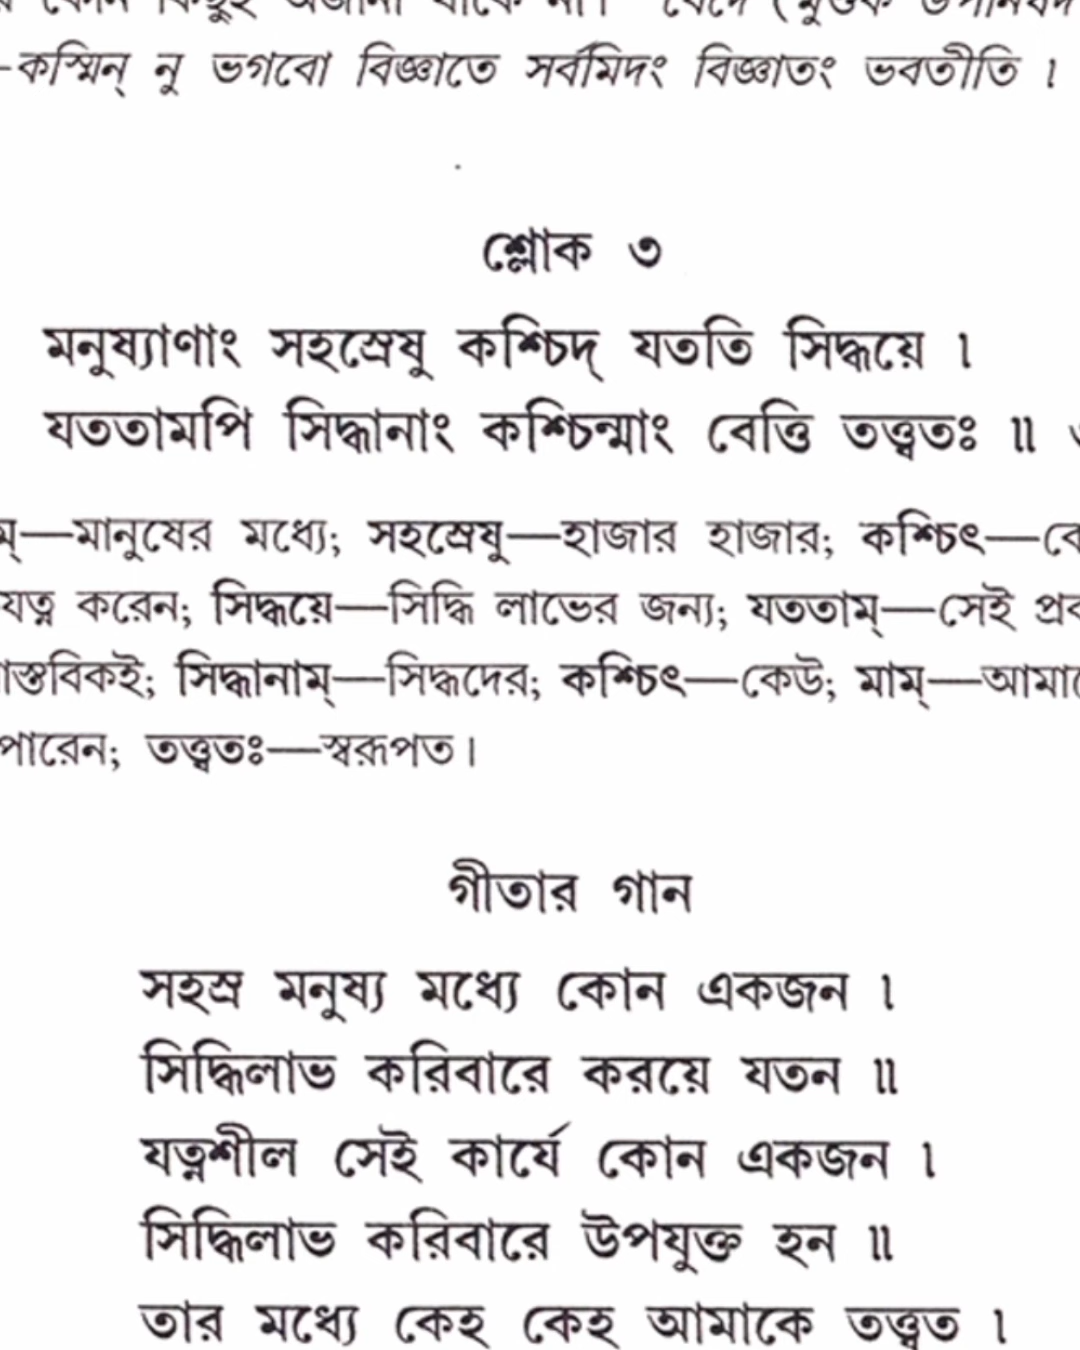 কোন কিছুই অজানা থাকে না।
-কস্মিন্ নু ভগবো বিজ্ঞাতে সর্বমিদং বিজ্ঞাতং ভবতীতি ।
শ্লোক ৩
মনুষ্যাণাং সহস্রেষু কশ্চিদ্ যততি সিদ্ধয়ে ।
যততামপি সিদ্ধানাং কশ্চিন্মাং বেত্তি তত্ত্বতঃ ॥
ম্—মানুষের মধ্যে; সহস্রেষু—হাজার হাজার; কশ্চিৎ—
যত্ন করেন; সিদ্ধয়ে—সিদ্ধি লাভের জন্য; যততাম্—সেই
স্তবিকই; সিদ্ধানাম্—সিদ্ধদের; কশ্চিৎ—কেউ; মাম্—
পারেন; তত্ত্বতঃ—স্বরূপত।
গীতার গান
সহস্র মনুষ্য মধ্যে কোন একজন ।
সিদ্ধিলাভ করিবারে করয়ে যতন ॥
যত্নশীল সেই কার্যে কোন একজন ।
সিদ্ধিলাভ করিবারে উপযুক্ত হন ॥
তার মধ্যে কেহ কেহ আমাকে তত্ত্বত ।